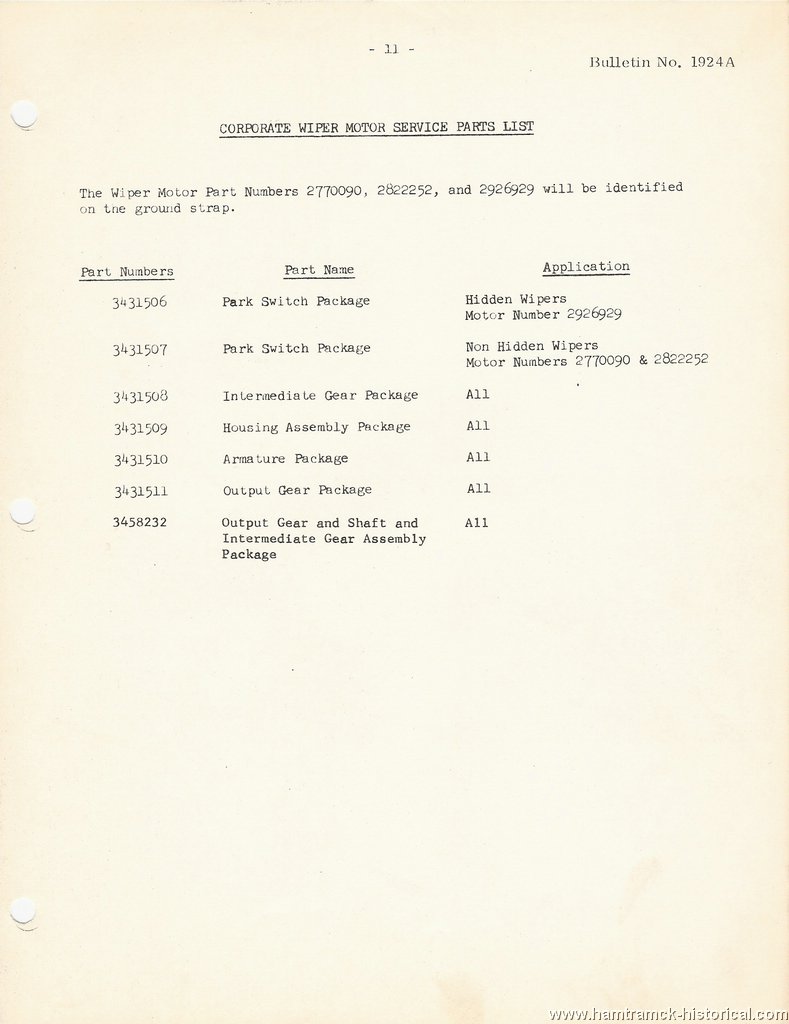 - 11 -
Bulletin No. 1924A
CORPORATE WIPER MOTOR SERVICE PARTS LIST
The Wiper Motor Part Numbers 2770090, 2822252, and 2926929 will be identified
on the ground strap.
Part Numbers Part Name Application
3431506 Park Switch Package Hidden Wipers
Motor Number 2926929
3431507 Park Switch Package Non Hidden Wipers
Motor Numbers 2770090 & 2822252
3431508 Intermediate Gear Package All
3431509 Housing Assembly Package All
3431510 Armature Package All
3431511 Output Gear Package All
3458232 Output Gear and Shaft and All
Intermediate Gear Assembly
Package
www.hamtramck-historical.com